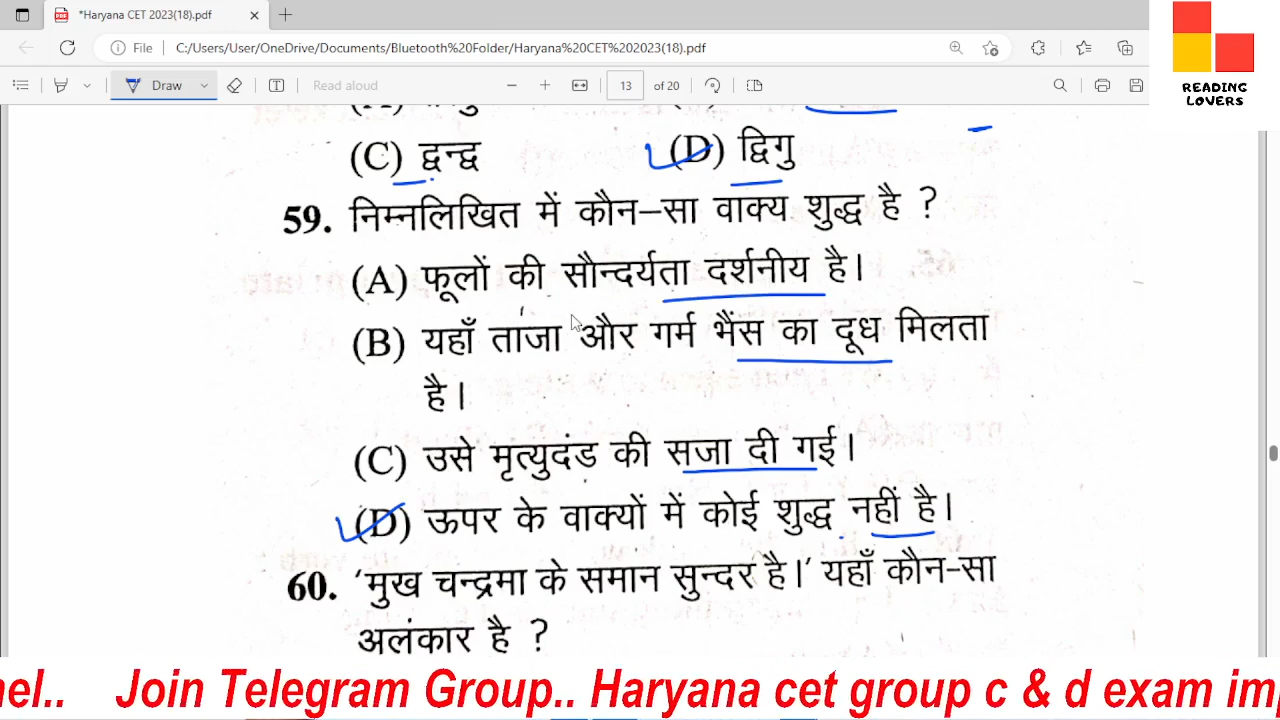 *Haryana CET 2023(18).pdf
File C:/Users/User/OneDrive/Documents/Bluetooth%20Folder/Haryana%20CET%202023(18).pdf
Draw Read aloud 13 of 20
READING
LOVERS
(C) द्वन्द्व (D) द्विगु
59. निम्नलिखित में कौन-सा वाक्य शुद्ध है ?
(A) फूलों की सौन्दर्यता दर्शनीय है।
(B) यहाँ ताजा और गर्म भैंस का दूध मिलता
है।
(C) उसे मृत्युदंड की सजा दी गई।
(D) ऊपर के वाक्यों में कोई शुद्ध नहीं है।
60. 'मुख चन्द्रमा के समान सुन्दर है।' यहाँ कौन-सा
अलंकार है ?
Join Telegram Group.. Haryana cet group c & d exam